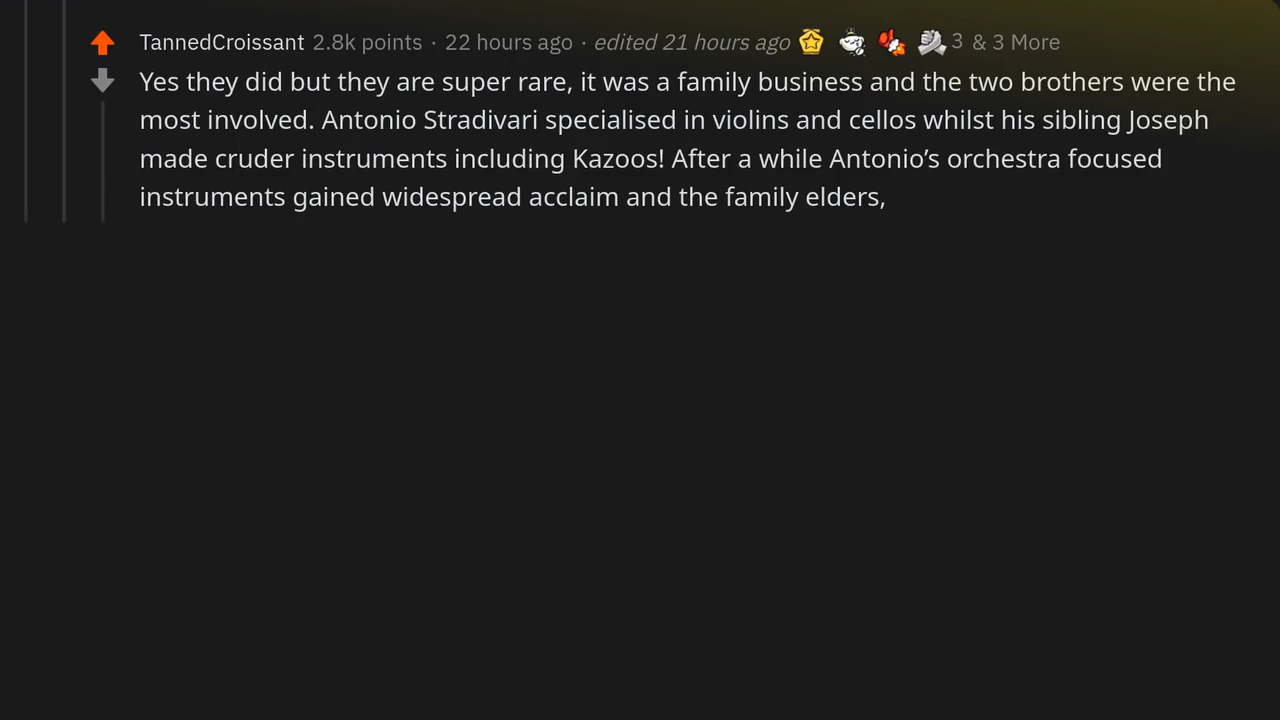 TannedCroissant 2.8k points · 22 hours ago · edited 21 hours ago 3 & 3 More
Yes they did but they are super rare, it was a family business and the two brothers were the
most involved. Antonio Stradivari specialised in violins and cellos whilst his sibling Joseph
made cruder instruments including Kazoos! After a while Antonio’s orchestra focused
instruments gained widespread acclaim and the family elders,